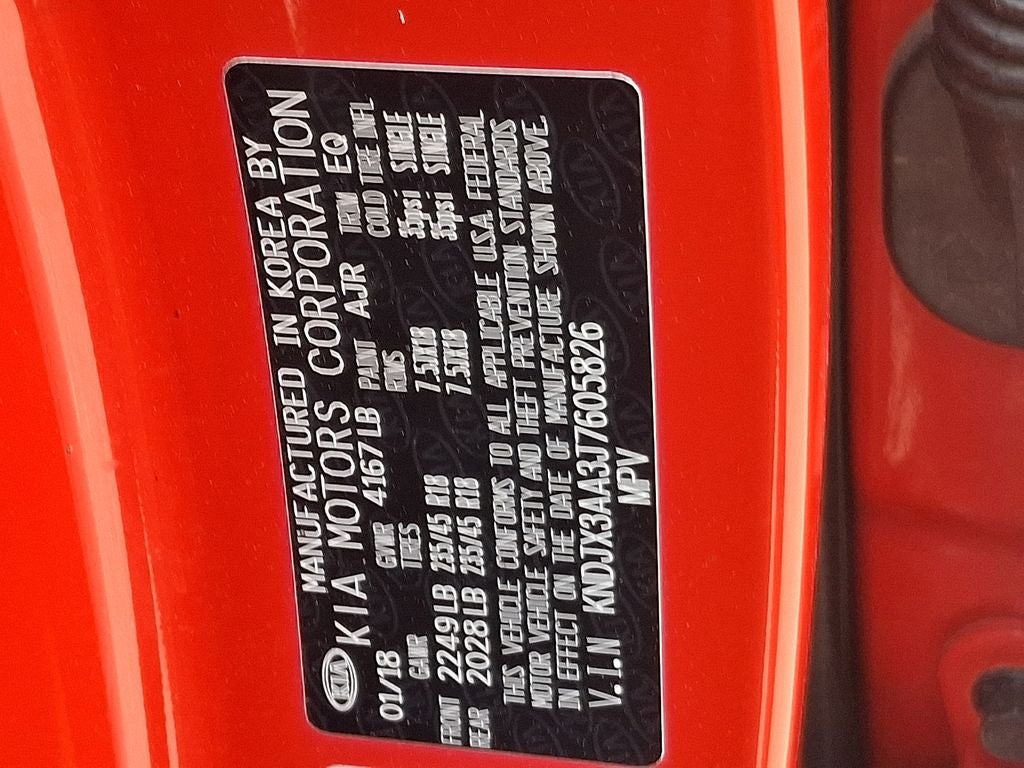 KIA MANUFACTURED IN KOREA BY
KIA MOTORS CORPORATION
01/18 GVWR 4167LB PAINT AJR TRIM EQ
GAWR TIRES RIMS COLD TIRE INFL
FRONT 2249LB 235/45 R18 7.5JX18 35psi SINGLE
REAR 2028LB 235/45 R18 7.5JX18 35psi SINGLE
THIS VEHICLE CONFORMS TO ALL APPLICABLE U.S.A. FEDERAL
MOTOR VEHICLE SAFETY AND THEFT PREVENTION STANDARDS
IN EFFECT ON THE DATE OF MANUFACTURE SHOWN ABOVE.
V.I.N KNDJX3AA3J7605826
MPV